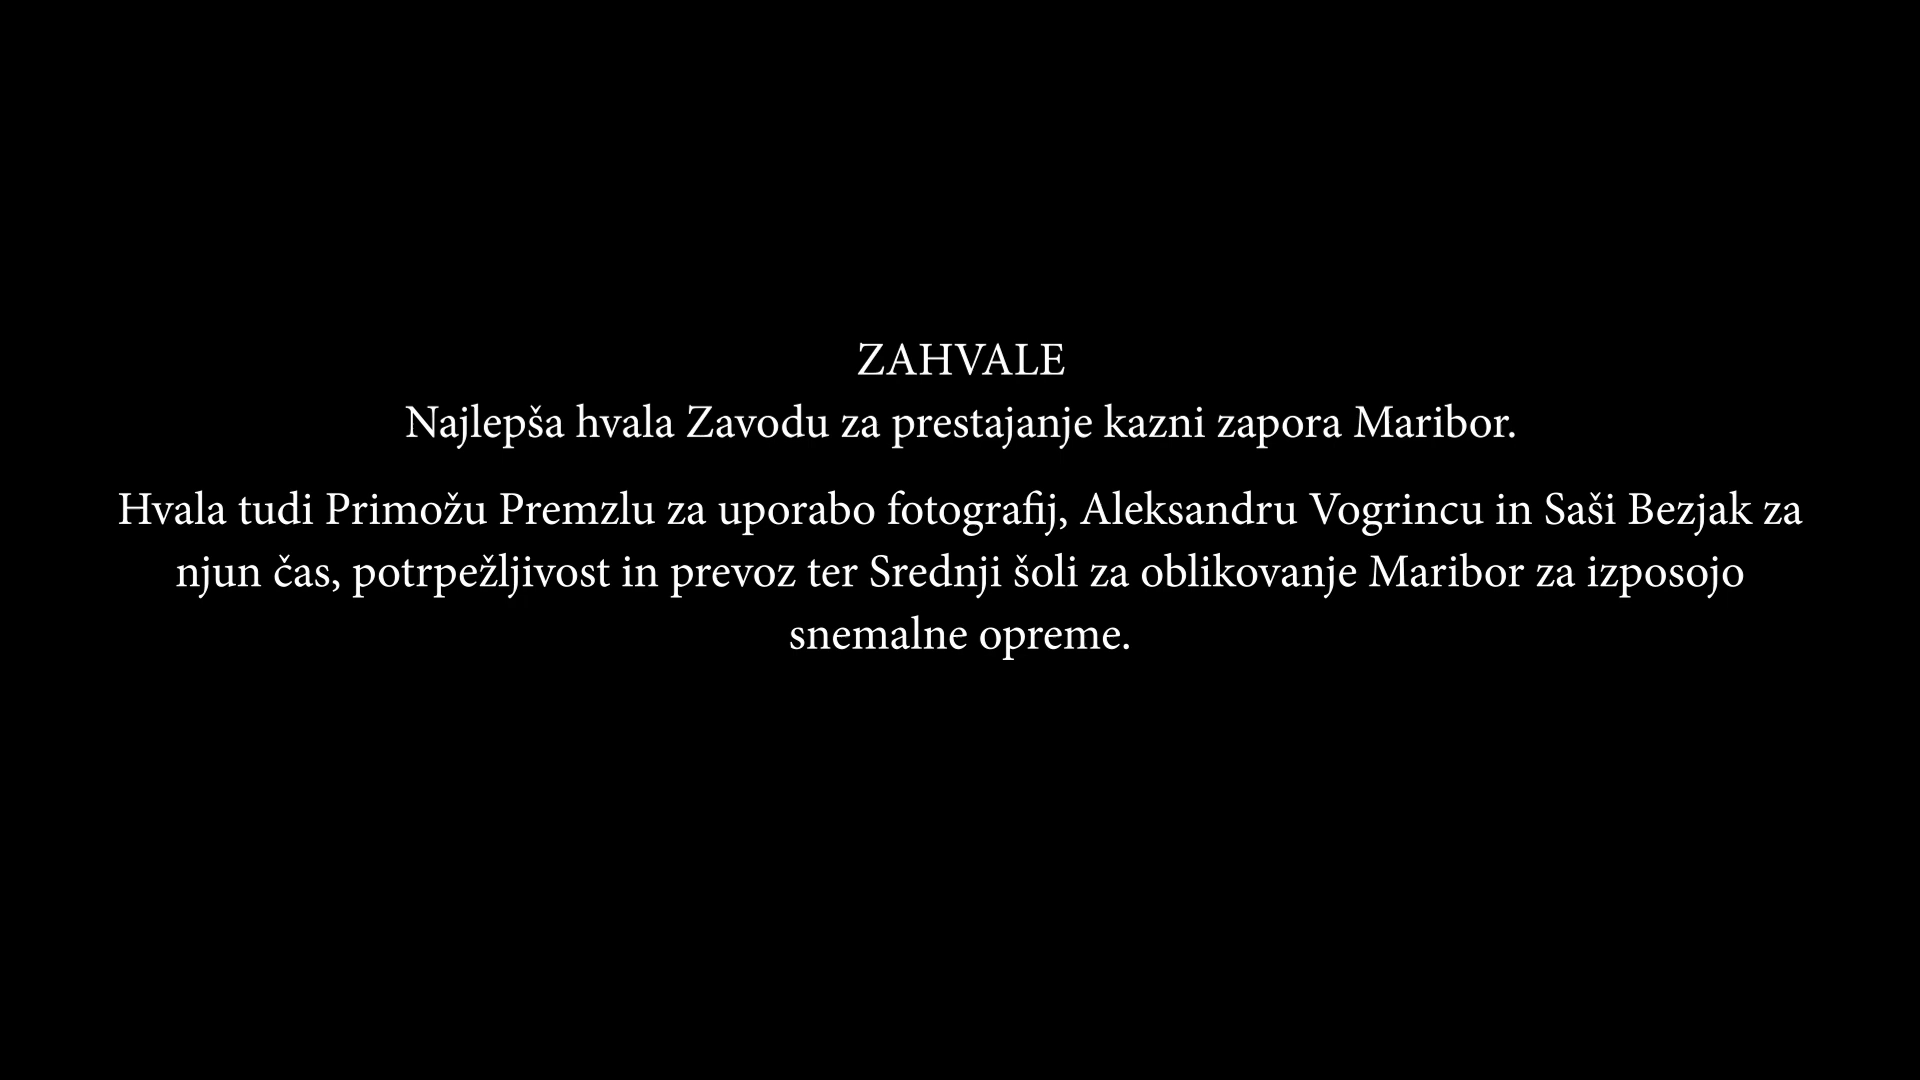 ZAHVALE
Najlepša hvala Zavodu za prestajanje kazni zapora Maribor.
Hvala tudi Primožu Premzlu za uporabo fotografij, Aleksandru Vogrincu in Saši Bezjak za
njun čas, potrpežljivost in prevoz ter Srednji šoli za oblikovanje Maribor za izposojo
snemalne opreme.